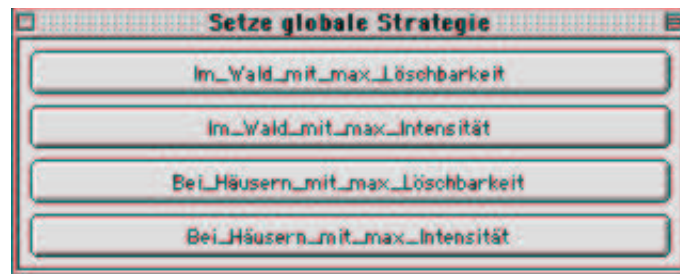 Setze globale Strategie
Im_Wald_mit_max_Löschbarkeit
Im_Wald_mit_max_Intensität
Bei_Häusern_mit_max_Löschbarkeit
Bei_Häusern_mit_max_Intensität